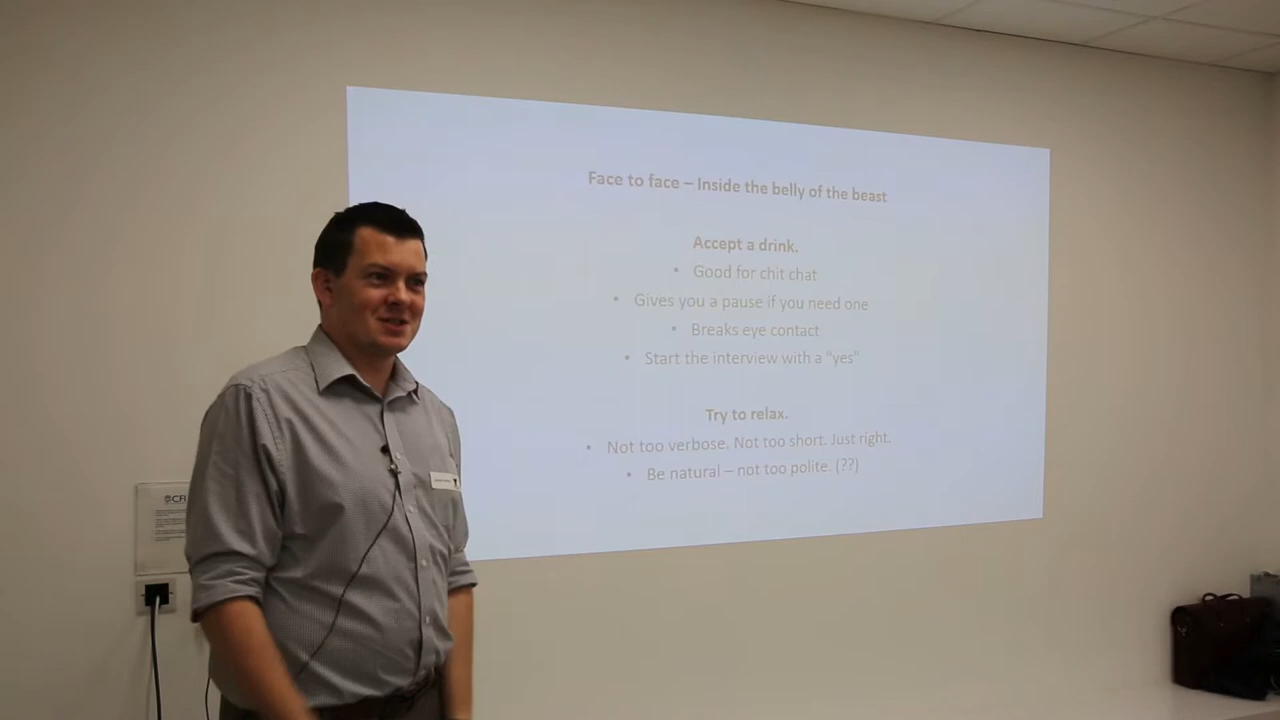 Face to face – Inside the belly of the beast
Accept a drink.
• Good for chit chat
• Gives you a pause if you need one
• Breaks eye contact
• Start the interview with a "yes"
Try to relax.
• Not too verbose. Not too short. Just right.
• Be natural – not too polite. (??)
CFI